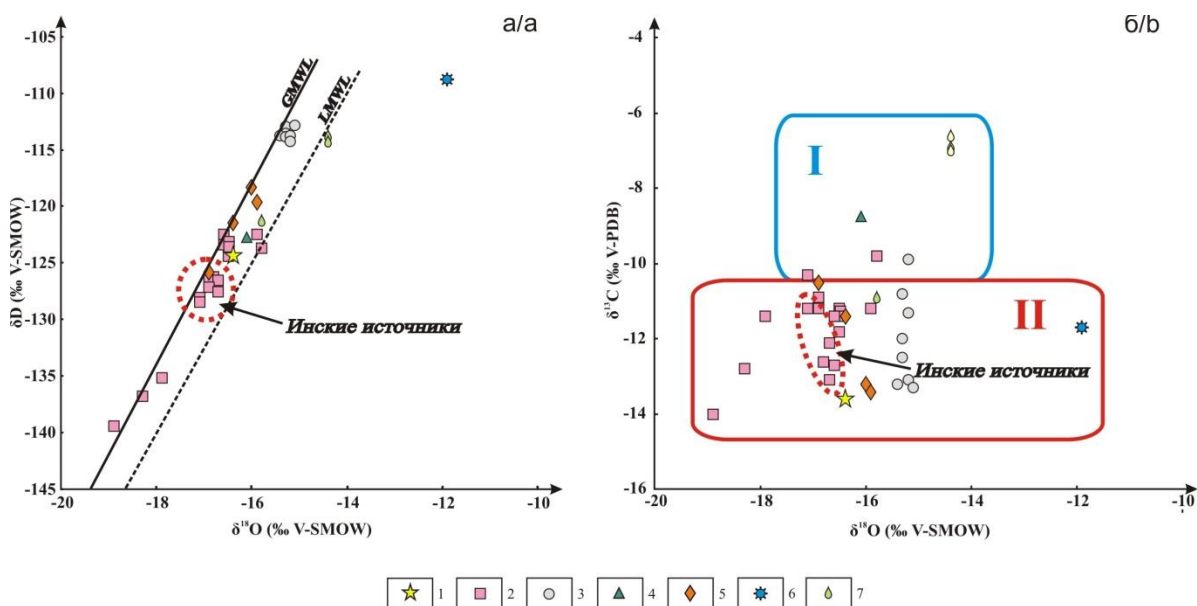 a/a
-105
-110
-115
-120
-125
-130
-135
-140
-145
-20
-18
-16
-14
-12
-10
δD (‰ V-SMOW)
δ¹⁸O (‰ V-SMOW)
GMWL
LMWL
Инские источники
б/b
-4
-6
-8
-10
-12
-14
-16
-20
-18
-16
-14
-12
-10
δ¹³C (‰ V-PDB)
δ¹⁸O (‰ V-SMOW)
I
II
Инские источники
1
2
3
4
5
6
7